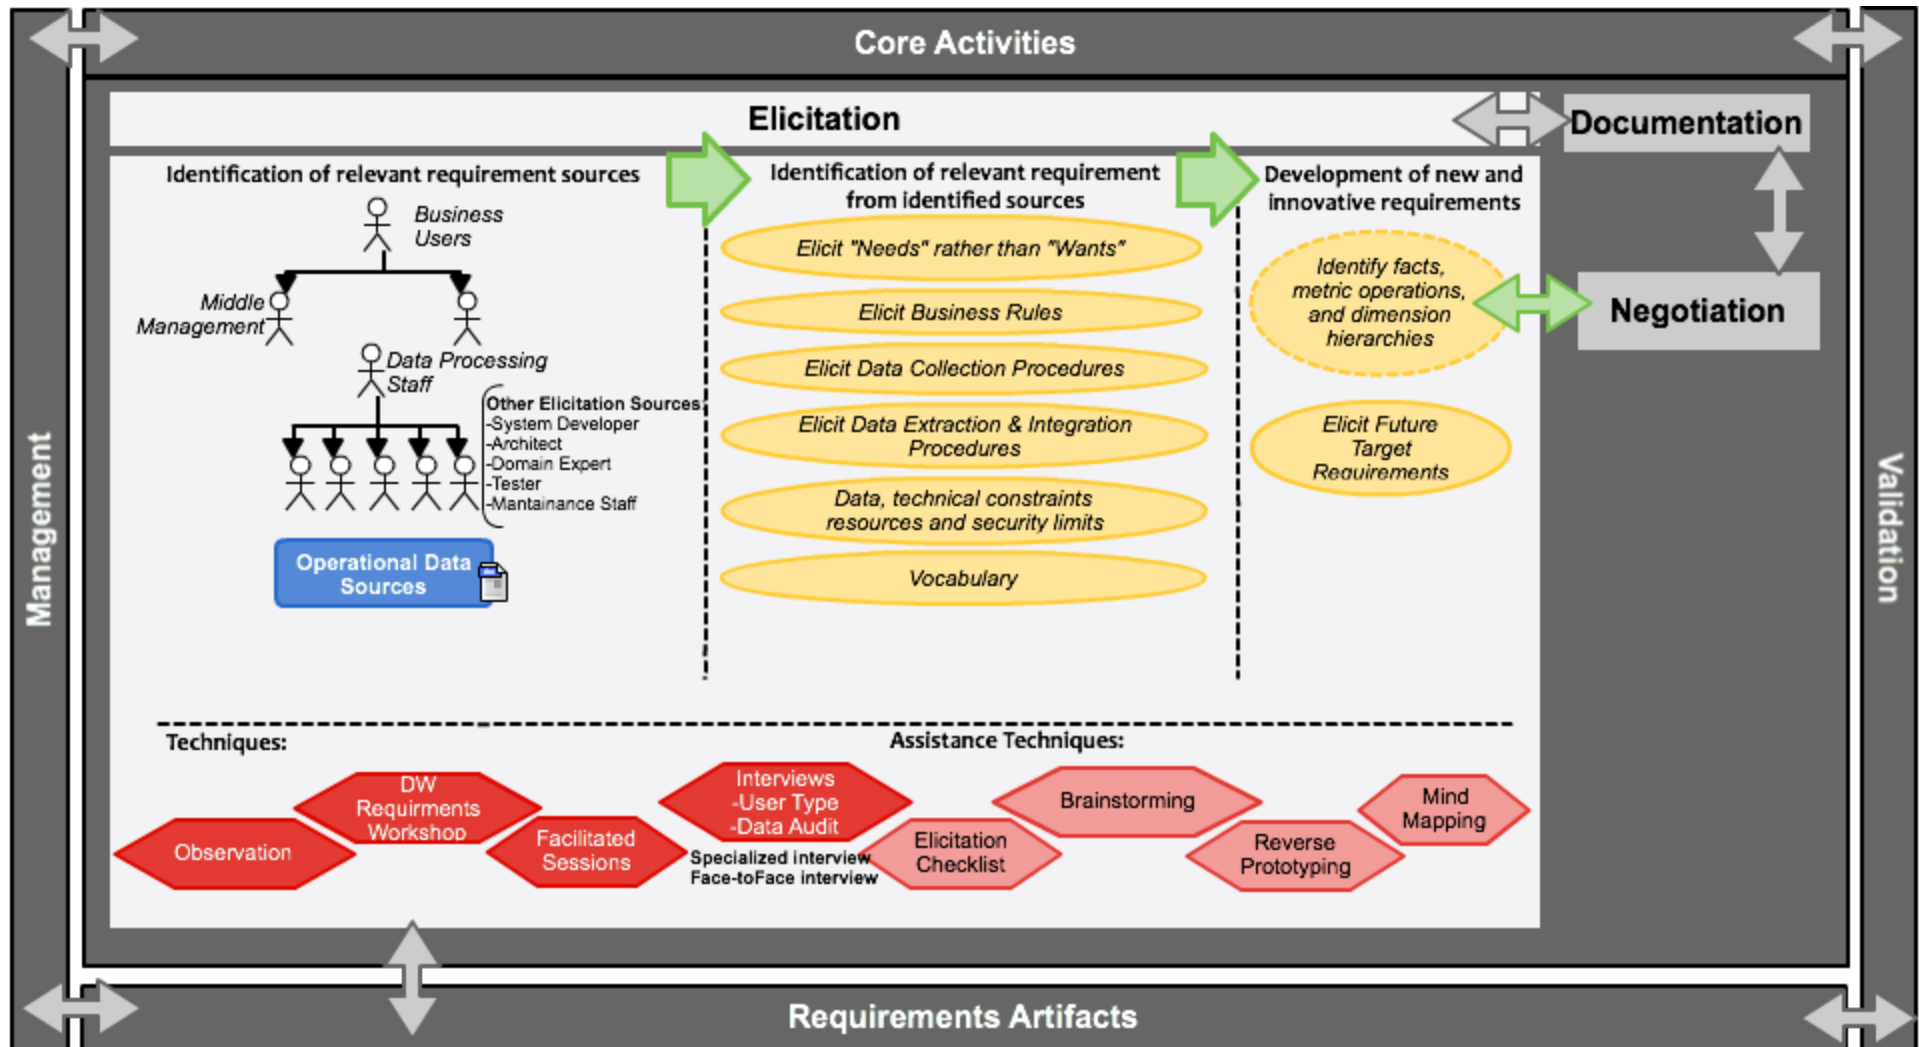 Core Activities
Elicitation
Documentation
Identification of relevant requirement sources
Business
Users
Middle
Management
Data Processing
Staff
Other Elicitation Sources:
-System Developer
-Architect
-Domain Expert
-Tester
-Mantainance Staff
Operational Data
Sources
Identification of relevant requirement
from identified sources
Elicit "Needs" rather than "Wants"
Elicit Business Rules
Elicit Data Collection Procedures
Elicit Data Extraction & Integration
Procedures
Data, technical constraints
resources and security limits
Vocabulary
Development of new and
innovative requirements
Identify facts,
metric operations,
and dimension
hierarchies
Elicit Future
Target
Requirements
Negotiation
Management
Validation
Techniques:
Observation
DW
Requirments
Workshop
Facilitated
Sessions
Interviews
-User Type
-Data Audit
Specialized interview
Face-toFace interview
Assistance Techniques:
Elicitation
Checklist
Brainstorming
Reverse
Prototyping
Mind
Mapping
Requirements Artifacts